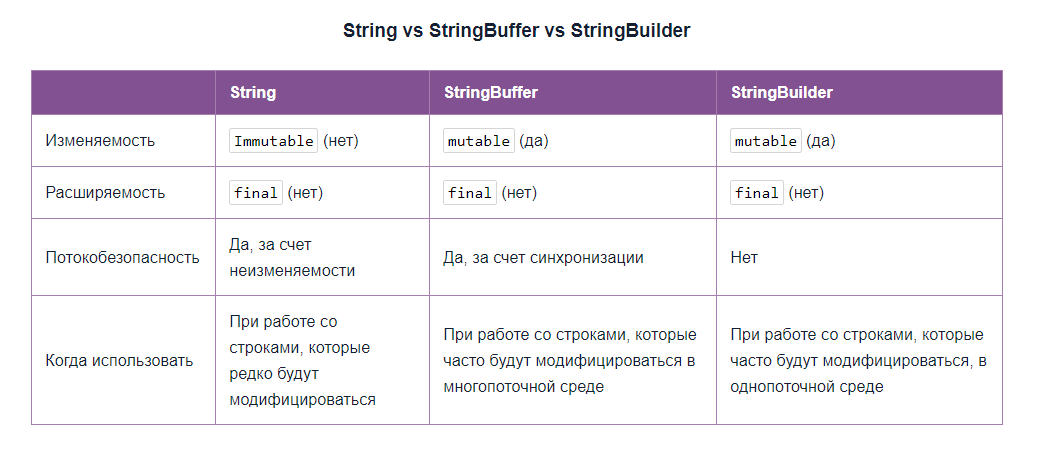 String vs StringBuffer vs StringBuilder
String StringBuffer StringBuilder
Изменяемость Immutable (нет) mutable (да) mutable (да)
Расширяемость final (нет) final (нет) final (нет)
Потокобезопасность
Да, за счет
неизменяемости
Да, за счет синхронизации
Нет
Когда использовать
При работе со
строками, которые
редко будут
модифицироваться
При работе со строками, которые
часто будут модифицироваться в
многопоточной среде
При работе со строками, которые
часто будут модифицироваться, в
однопоточной среде